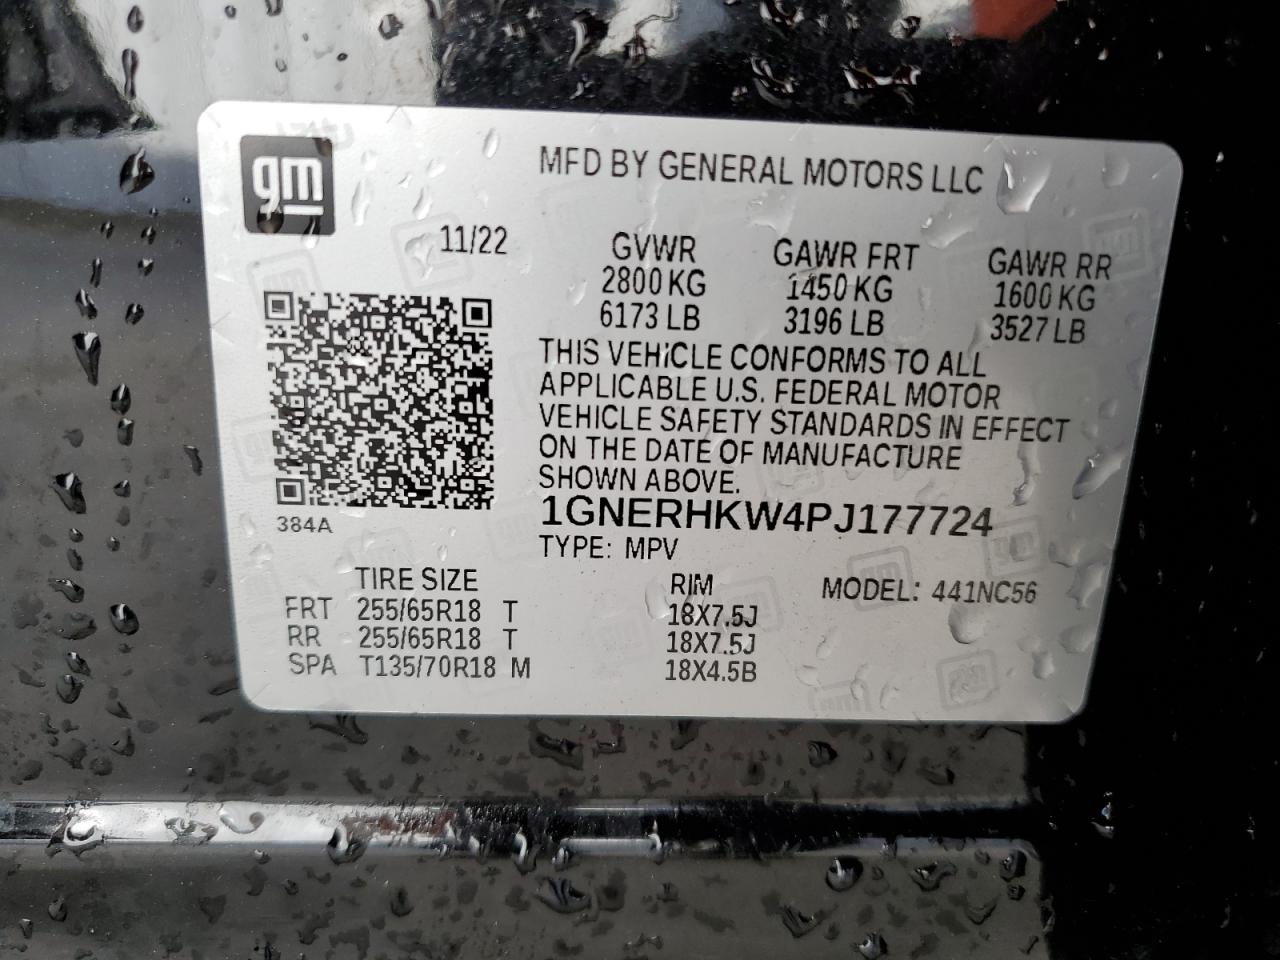 gm
MFD BY GENERAL MOTORS LLC
11/22
GVWR GAWR FRT GAWR RR
2800 KG 1450 KG 1600 KG
6173 LB 3196 LB 3527 LB
THIS VEHICLE CONFORMS TO ALL
APPLICABLE U.S. FEDERAL MOTOR
VEHICLE SAFETY STANDARDS IN EFFECT
ON THE DATE OF MANUFACTURE
SHOWN ABOVE.
384A
1GNERHKW4PJ177724
TYPE: MPV
TIRE SIZE RIM MODEL: 441NC56
FRT 255/65R18 T 18X7.5J
RR 255/65R18 T 18X7.5J
SPA T135/70R18 M 18X4.5B